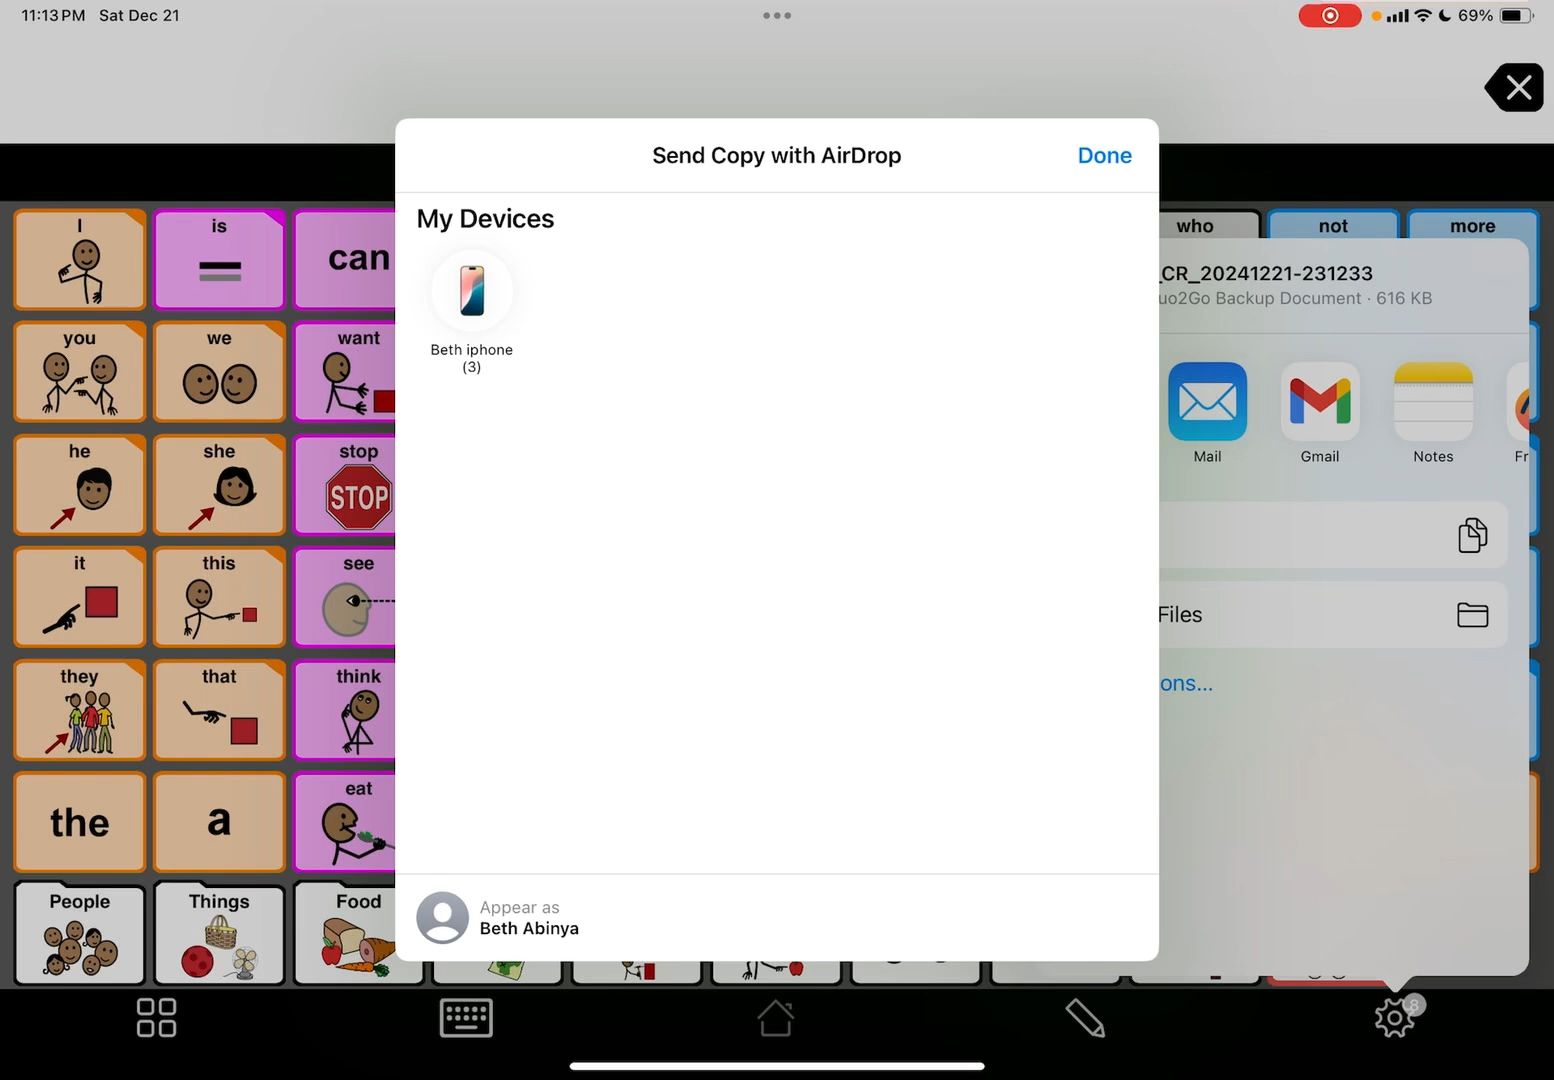 11:13 PM Sat Dec 21
69%
Send Copy with AirDrop
Done
My Devices
Beth iphone
(3)
Appear as
Beth Abinya
I
is
can
who
not
more
_CR_20241221-231233
uo2Go Backup Document · 616 KB
you
we
want
Mail
Gmail
Notes
Fr
he
she
stop
STOP
it
this
see
Files
they
that
think
ons...
the
a
eat
People
Things
Food
8